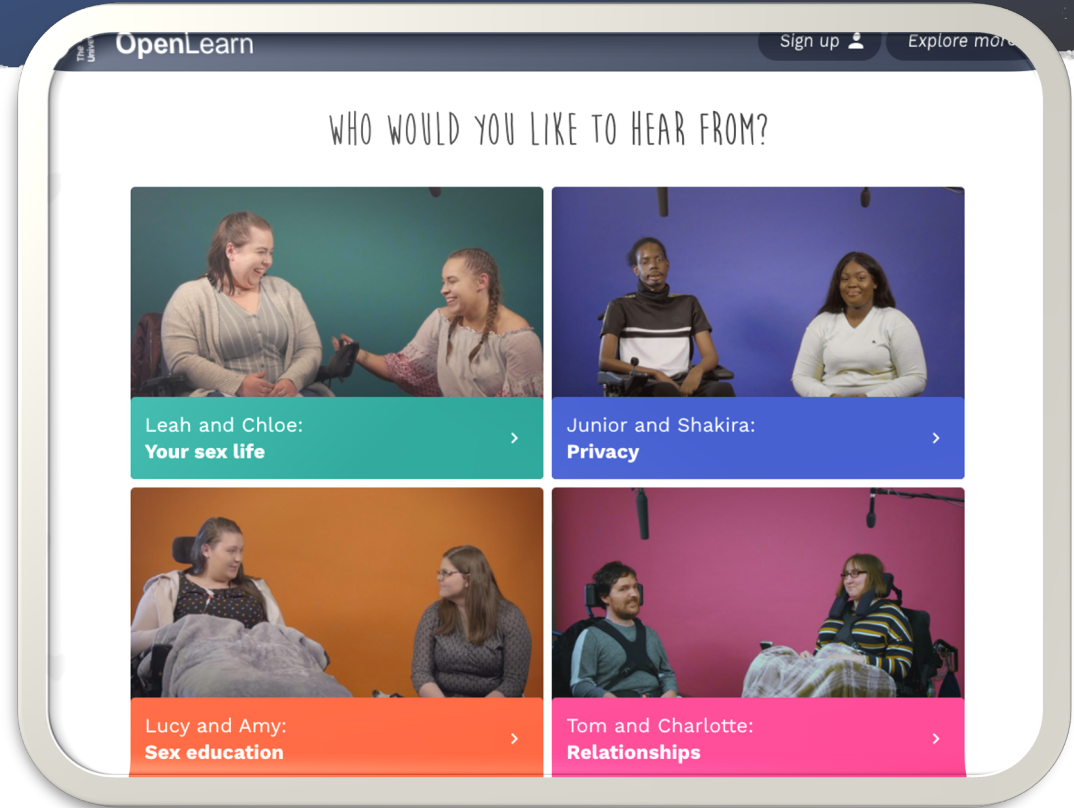 The
OpenLearn
Sign up
Explore more
WHO WOULD YOU LIKE TO HEAR FROM?
Leah and Chloe:
Your sex life
Junior and Shakira:
Privacy
Lucy and Amy:
Sex education
Tom and Charlotte:
Relationships